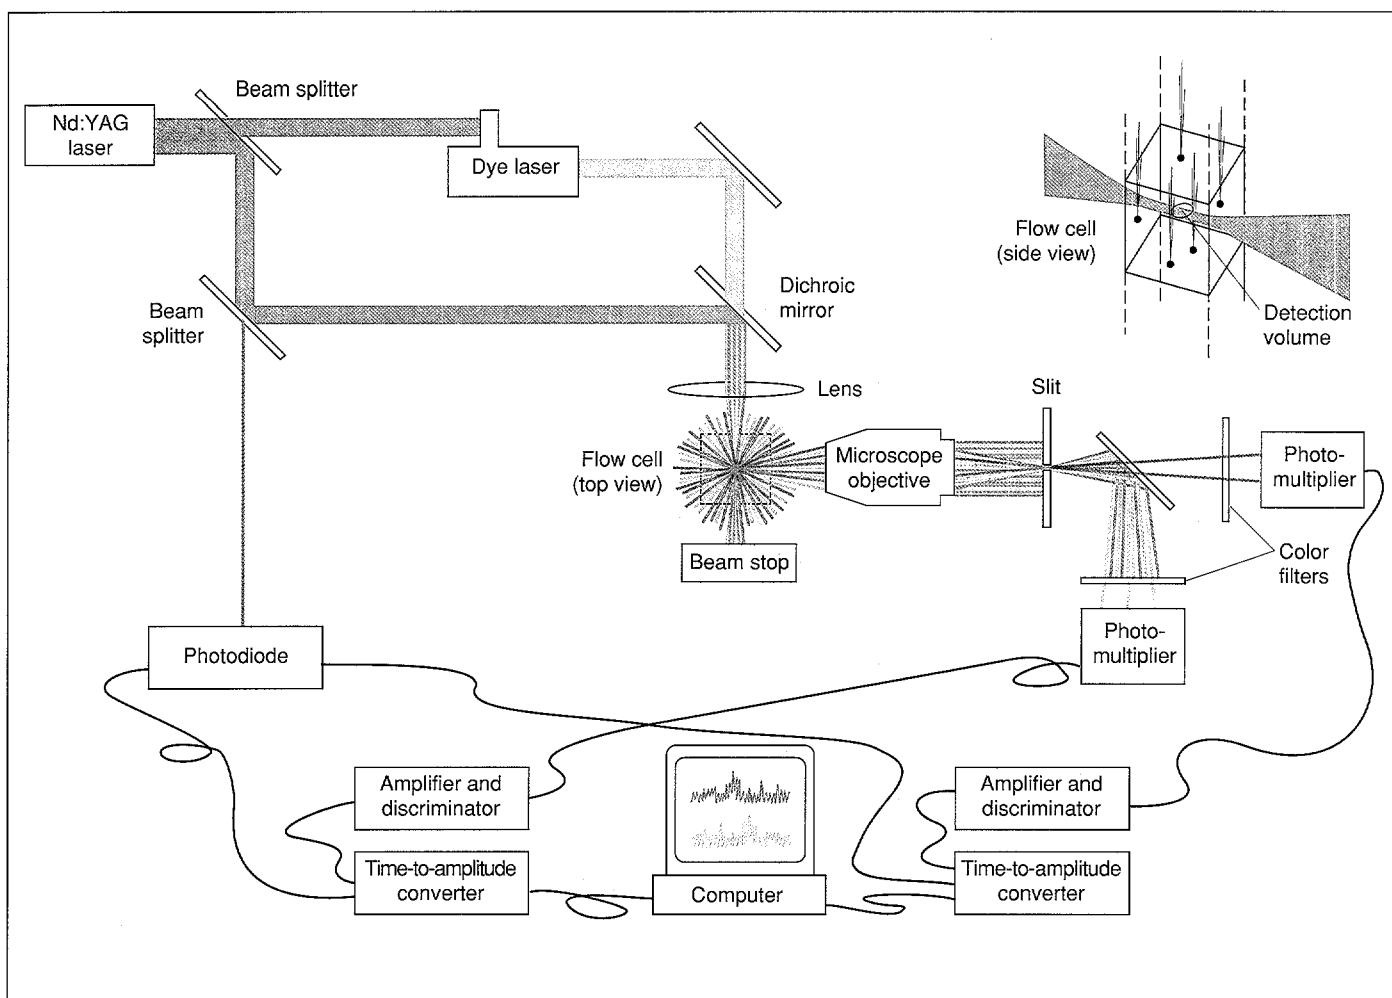 Beam splitter
Nd:YAG
laser
Dye laser
Flow cell
(side view)
Detection
volume
Beam
splitter
Dichroic
mirror
Lens
Slit
Flow cell
(top view)
Microscope
objective
Photo-
multiplier
Beam stop
Color
filters
Photodiode
Photo-
multiplier
Amplifier and
discriminator
Amplifier and
discriminator
Time-to-amplitude
converter
Computer
Time-to-amplitude
converter